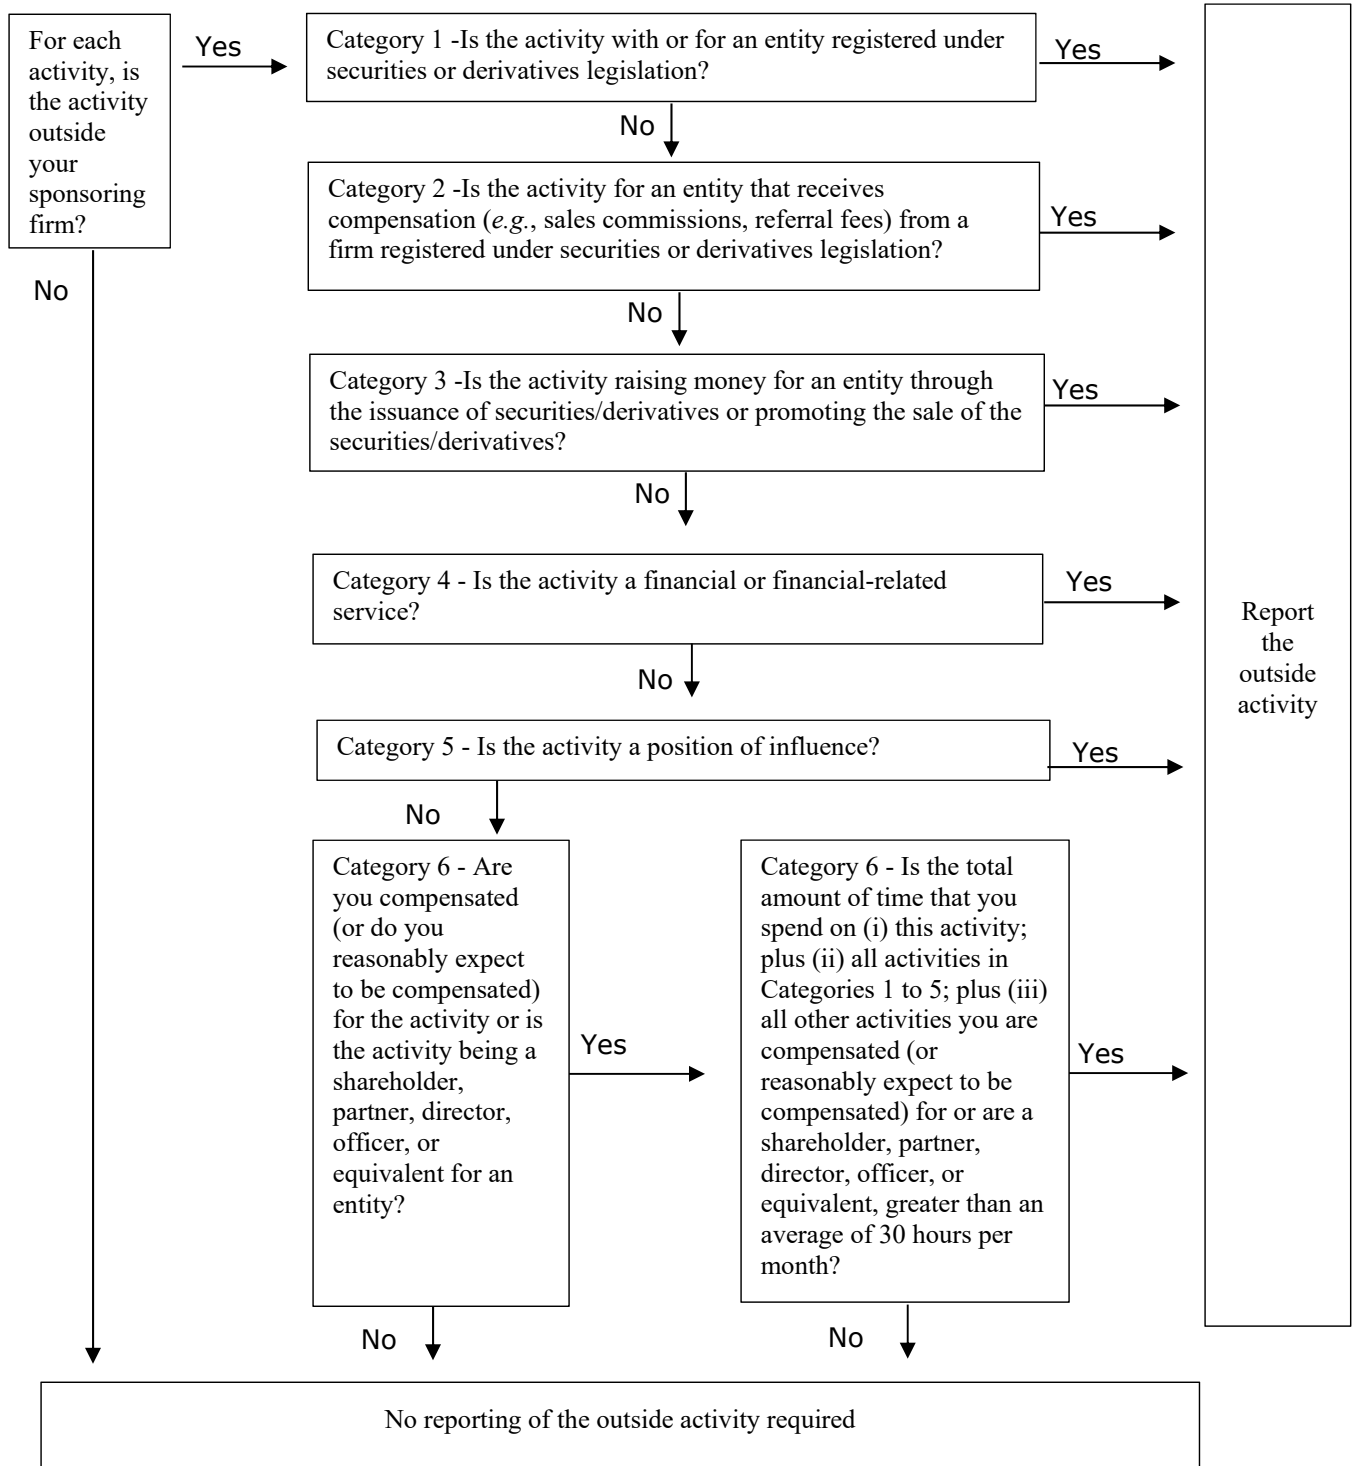 For each
activity, is
the activity
outside
your
sponsoring
firm?
Yes
Category 1 -Is the activity with or for an entity registered under
securities or derivatives legislation?
Yes
No
Category 2 -Is the activity for an entity that receives
compensation (e.g., sales commissions, referral fees) from a
firm registered under securities or derivatives legislation?
Yes
No
No
Category 3 -Is the activity raising money for an entity through
the issuance of securities/derivatives or promoting the sale of the
securities/derivatives?
Yes
No
Category 4 - Is the activity a financial or financial-related
service?
Yes
No
Report
the
outside
activity
Category 5 - Is the activity a position of influence?
Yes
No
Category 6 - Are
you compensated
(or do you
reasonably expect
to be compensated)
for the activity or is
the activity being a
shareholder,
partner, director,
officer, or
equivalent for an
entity?
Yes
Category 6 - Is the total
amount of time that you
spend on (i) this activity;
plus (ii) all activities in
Categories 1 to 5; plus (iii)
all other activities you are
compensated (or
reasonably expect to be
compensated) for or are a
shareholder, partner,
director, officer, or
equivalent, greater than an
average of 30 hours per
month?
Yes
No
No
No reporting of the outside activity required